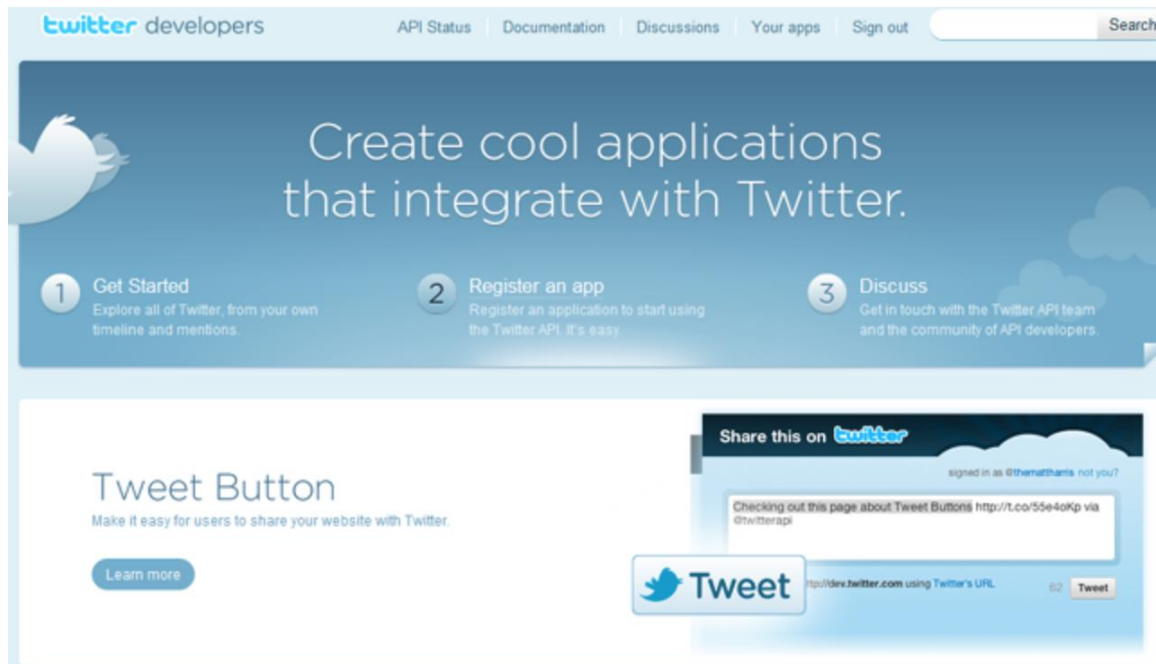 twitter developers
API Status
Documentation
Discussions
Your apps
Sign out
Search
Create cool applications
that integrate with Twitter.
1
Get Started
Explore all of Twitter, from your own
timeline and mentions.
2
Register an app
Register an application to start using
the Twitter API. It's easy.
3
Discuss
Get in touch with the Twitter API team
and the community of API developers.
Tweet Button
Make it easy for users to share your website with Twitter.
Learn more
Share this on twitter
signed in as @themattharris not you?
Checking out this page about Tweet Buttons http://t.co/55e4oKp via
@twitterapi
Tweet
http://dev.twitter.com using Twitter's URL
62
Tweet